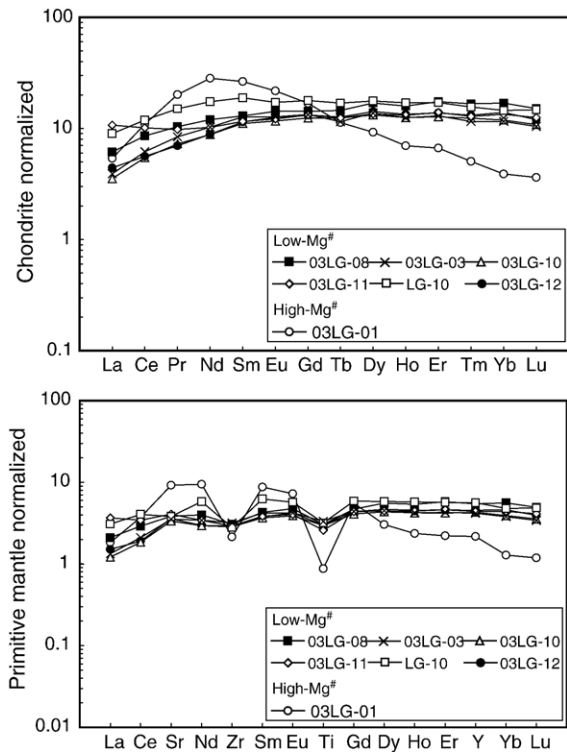 100
10
1
0.1
Chondrite normalized
Low-Mg#
03LG-08 03LG-03 03LG-10
03LG-11 LG-10 03LG-12
High-Mg#
03LG-01
La Ce Pr Nd Sm Eu Gd Tb Dy Ho Er Tm Yb Lu
100
10
1
0.1
0.01
Primitive mantle normalized
Low-Mg#
03LG-08 03LG-03 03LG-10
03LG-11 LG-10 03LG-12
High-Mg#
03LG-01
La Ce Sr Nd Zr Sm Eu Ti Gd Dy Ho Er Y Yb Lu